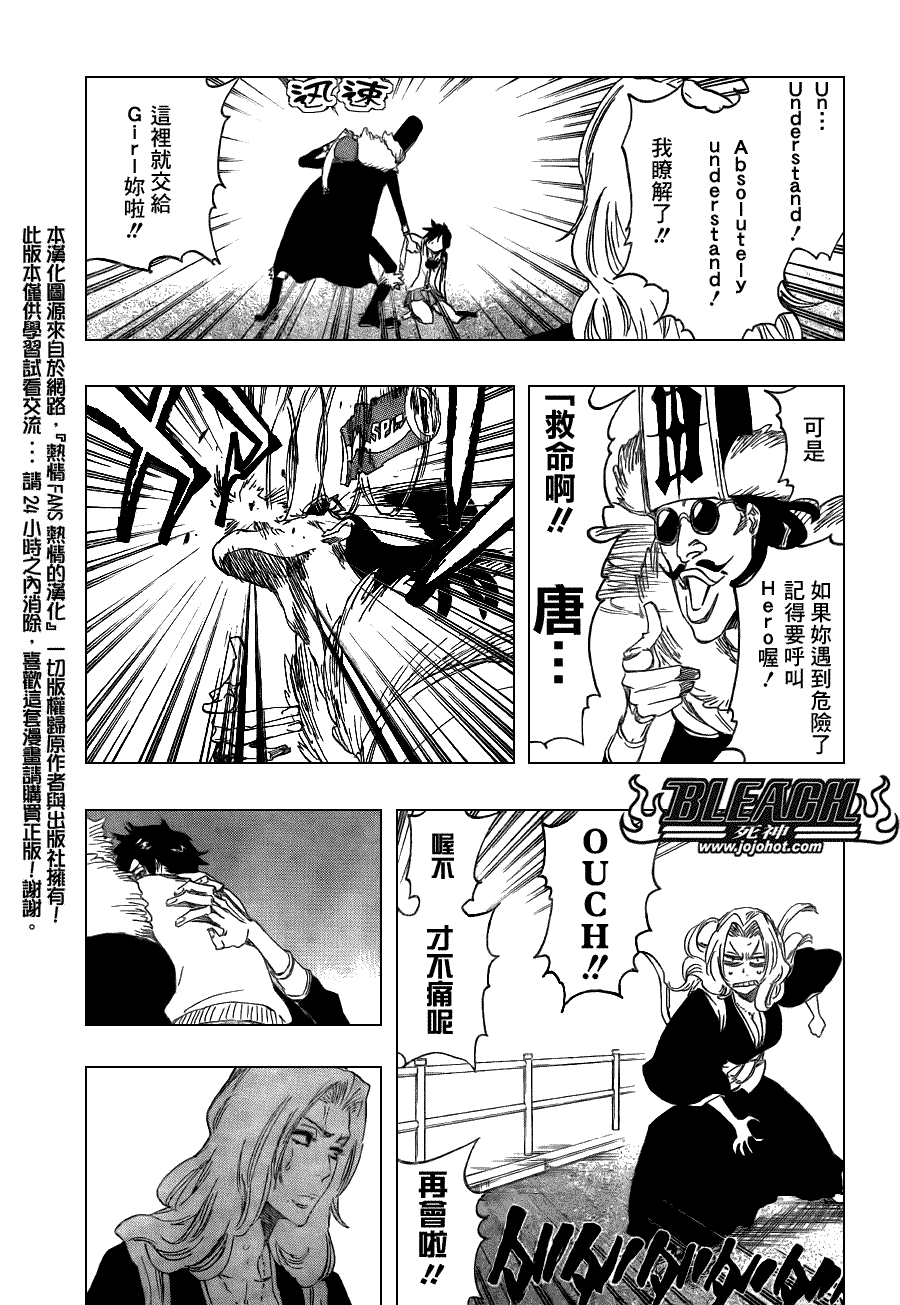 Un…
Understand!
Absolutely
understand!
我瞭解了!!
迅速
這裡就交給
Girl妳啦!!
可是
如果妳遇到危險了
記得要呼叫
Hero喔!
「救命啊!!
唐…
SPI
BLEACH
死神
www.jojohot.com
OUCH!!
喔不
才不痛呢
再會啦!!
本漢化圖源來自於網路,『熱情FANS 熱情的漢化』一切版權歸原作者與出版社擁有!
此版本僅供學習試看交流... 請 24 小時之內消除,喜歡這套漫畫請購買正版!謝謝。